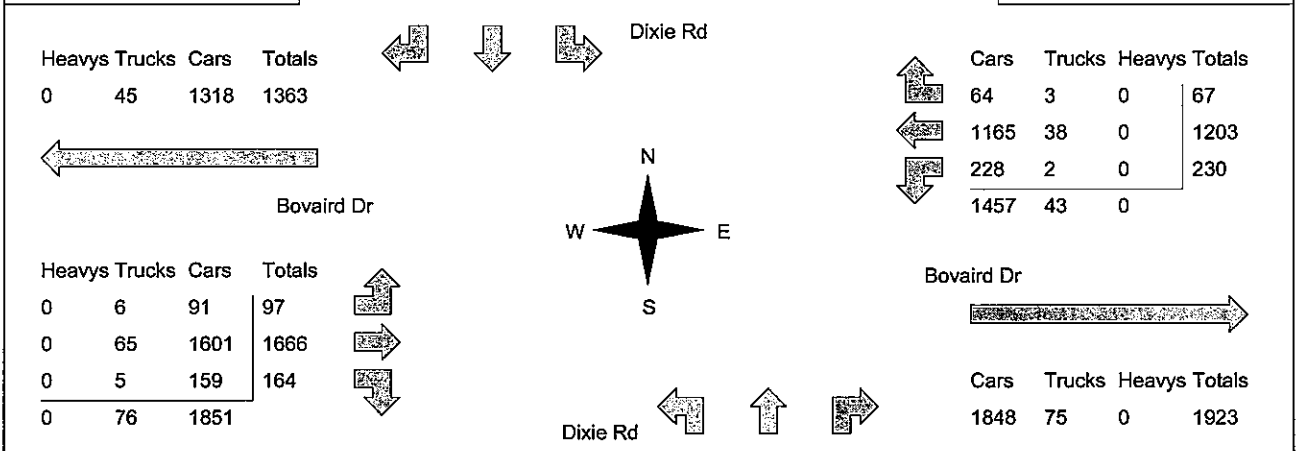 Dixie Rd
Heavys Trucks Cars Totals
0 45 1318 1363
Bovaird Dr
Heavys Trucks Cars Totals
0 6 91 97
0 65 1601 1666
0 5 159 164
0 76 1851
N
W E
S
Cars Trucks Heavys Totals
64 3 0 67
1165 38 0 1203
228 2 0 230
1457 43 0
Bovaird Dr
Cars Trucks Heavys Totals
1848 75 0 1923
Dixie Rd